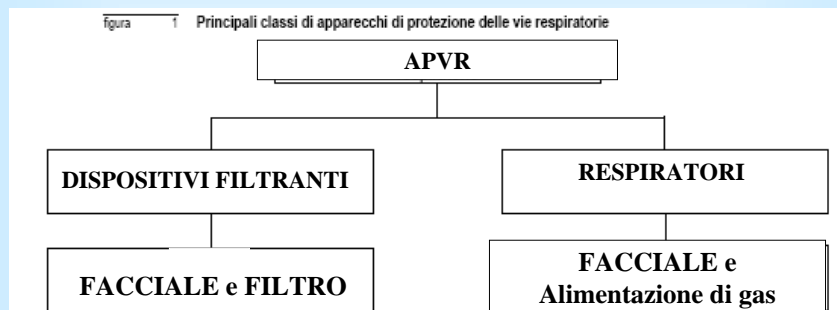 figura 1 Principali classi di apparecchi di protezione delle vie respiratorie
APVR
DISPOSITIVI FILTRANTI
RESPIRATORI
FACCIALE e FILTRO
FACCIALE e
Alimentazione di gas